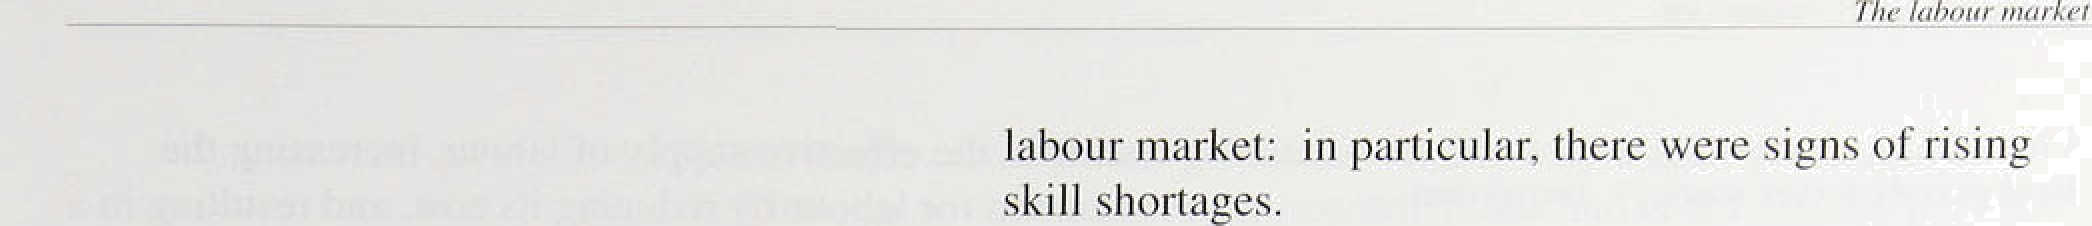 The labour market
labour market: in particular, there were signs of rising
skill shortages.